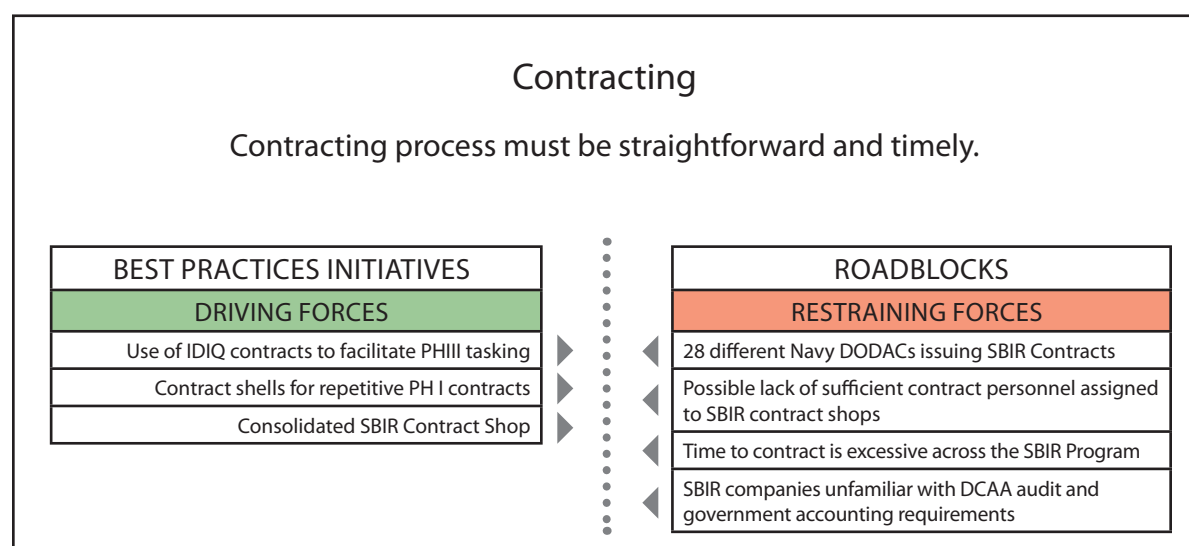 Contracting
Contracting process must be straightforward and timely.
BEST PRACTICES INITIATIVES
DRIVING FORCES
Use of IDIQ contracts to facilitate PHIII tasking
Contract shells for repetitive PH I contracts
Consolidated SBIR Contract Shop
ROADBLOCKS
RESTRAINING FORCES
28 different Navy DODACs issuing SBIR Contracts
Possible lack of sufficient contract personnel assigned
to SBIR contract shops
Time to contract is excessive across the SBIR Program
SBIR companies unfamiliar with DCAA audit and
government accounting requirements